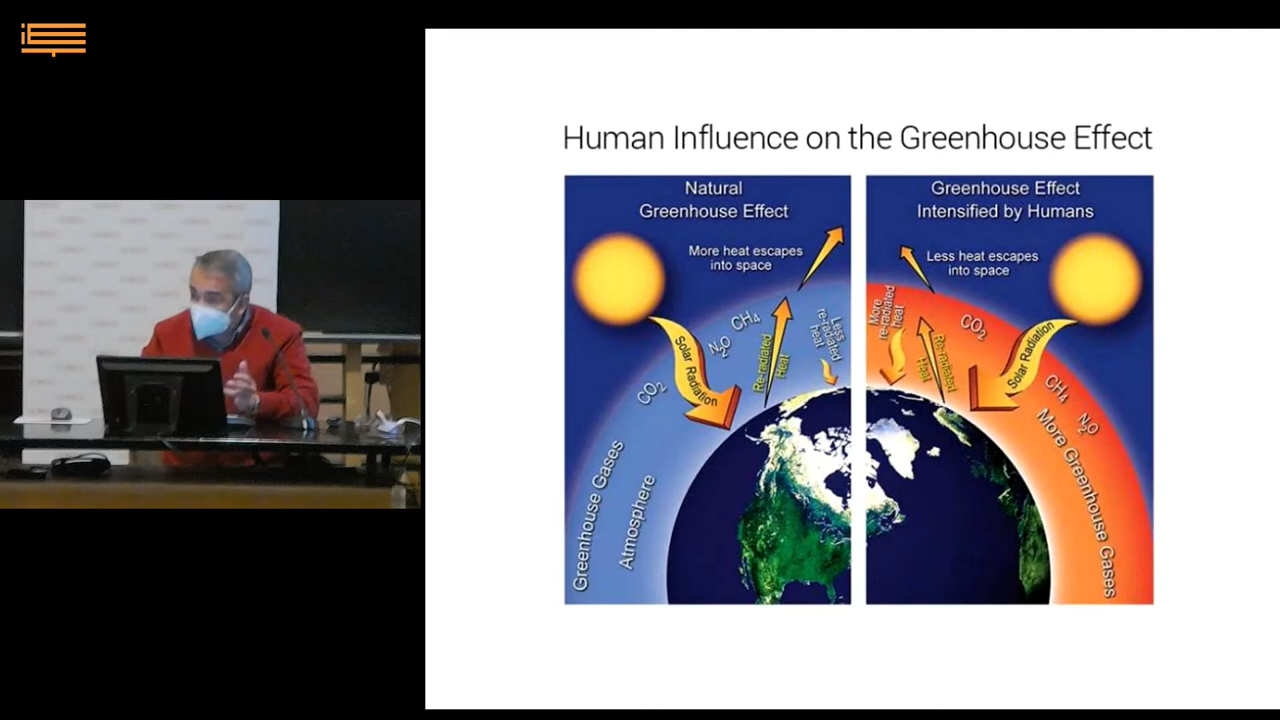 Human Influence on the Greenhouse Effect
Natural
Greenhouse Effect
More heat escapes
into space
CH4
N2O
CO2
Solar Radiation
Re-radiated
Heat
Less
re-radiated
heat
Greenhouse Gases
Atmosphere
Greenhouse Effect
Intensified by Humans
Less heat escapes
into space
More
re-radiated
heat
Re-radiated
Heat
CO2
Solar Radiation
CH4
N2O
More Greenhouse Gases